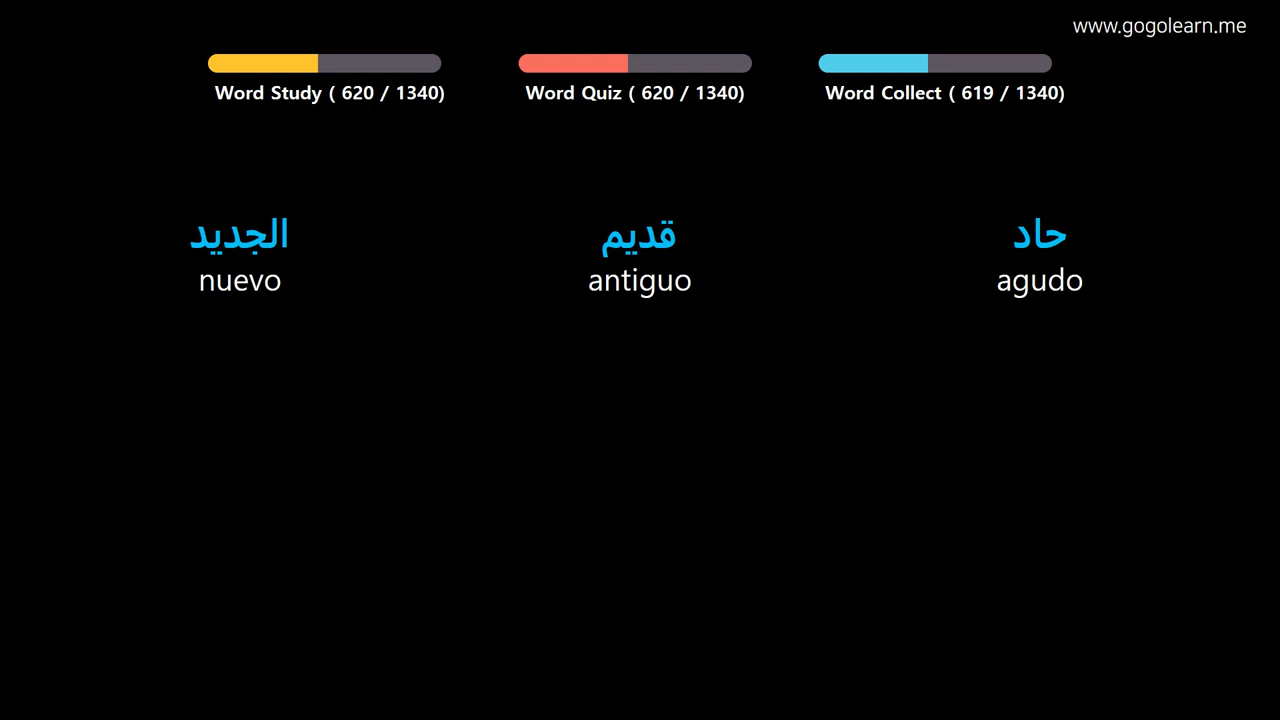 www.gogolearn.me
Word Study ( 620 / 1340)
Word Quiz ( 620 / 1340)
Word Collect ( 619 / 1340)
الجديد
nuevo
قديم
antiguo
حاد
agudo